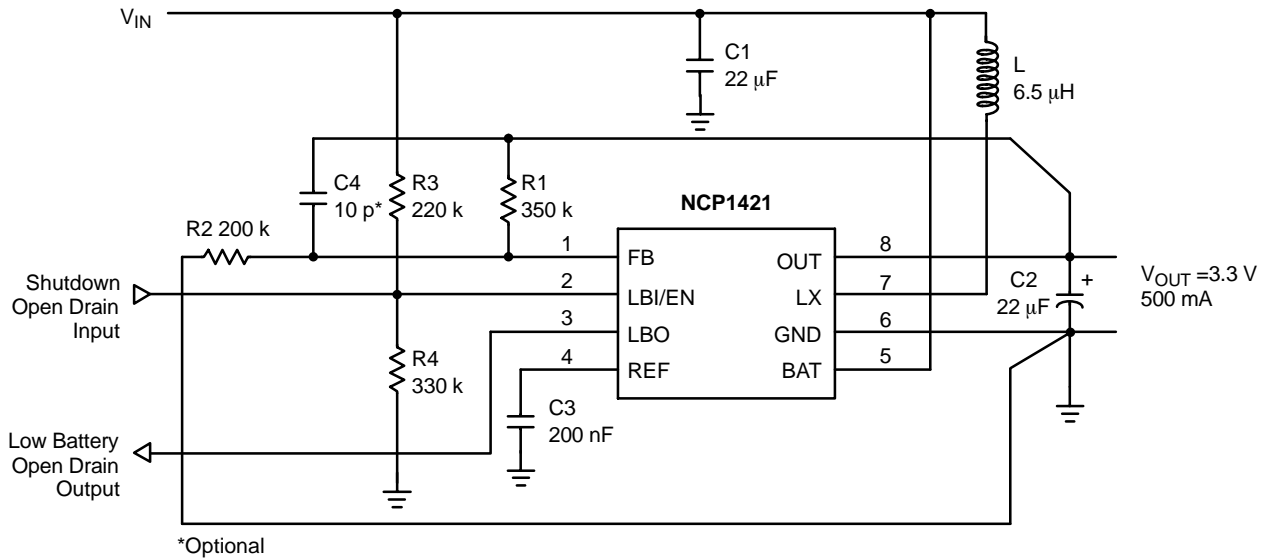 V_IN
C1
22 μF
L
6.5 μH
C4
10 p*
R3
220 k
R1
350 k
NCP1421
R2 200 k
1
FB
OUT
8
Shutdown
Open Drain
Input
2
LBI/EN
LX
7
C2
22 μF
+
V_OUT =3.3 V
500 mA
3
LBO
GND
6
R4
330 k
4
REF
BAT
5
C3
200 nF
Low Battery
Open Drain
Output
*Optional